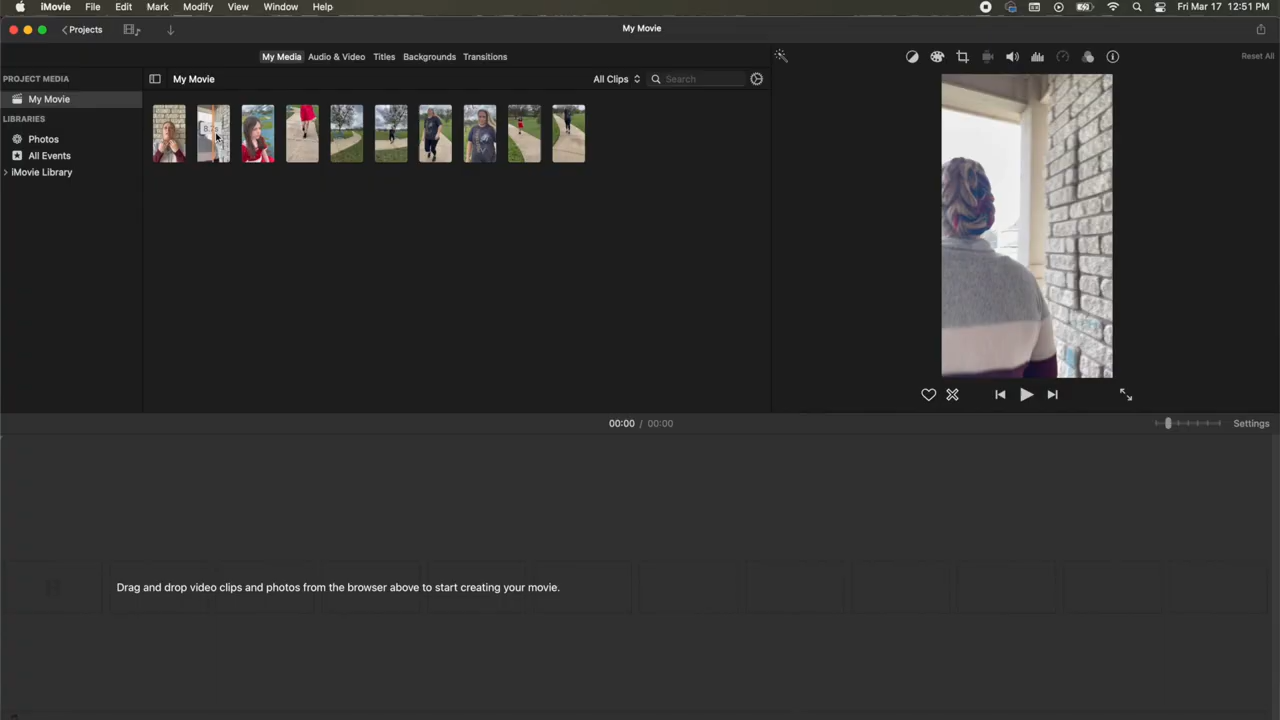 iMovie File Edit Mark Modify View Window Help Fri Mar 17 12:51 PM
Projects My Movie
My Media Audio & Video Titles Backgrounds Transitions Reset All
PROJECT MEDIA My Movie All Clips Search
My Movie
LIBRARIES
Photos
All Events
iMovie Library
00:00 / 00:00 Settings
Drag and drop video clips and photos from the browser above to start creating your movie.